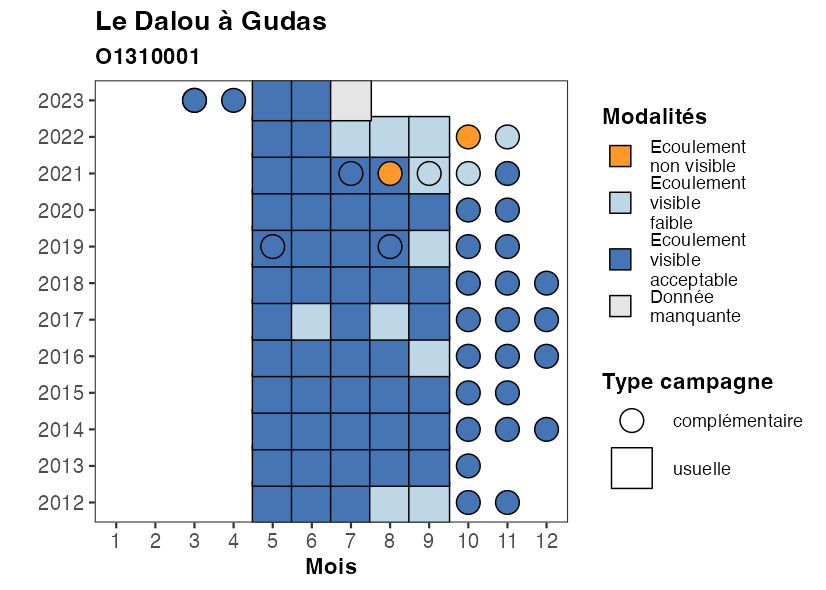 Le Dalou à Gudas
O1310001
2023
2022
2021
2020
2019
2018
2017
2016
2015
2014
2013
2012
1 2 3 4 5 6 7 8 9 10 11 12
Mois
Modalités
Ecoulement
non visible
Ecoulement
visible
faible
Ecoulement
visible
acceptable
Donnée
manquante
Type campagne
complémentaire
usuelle